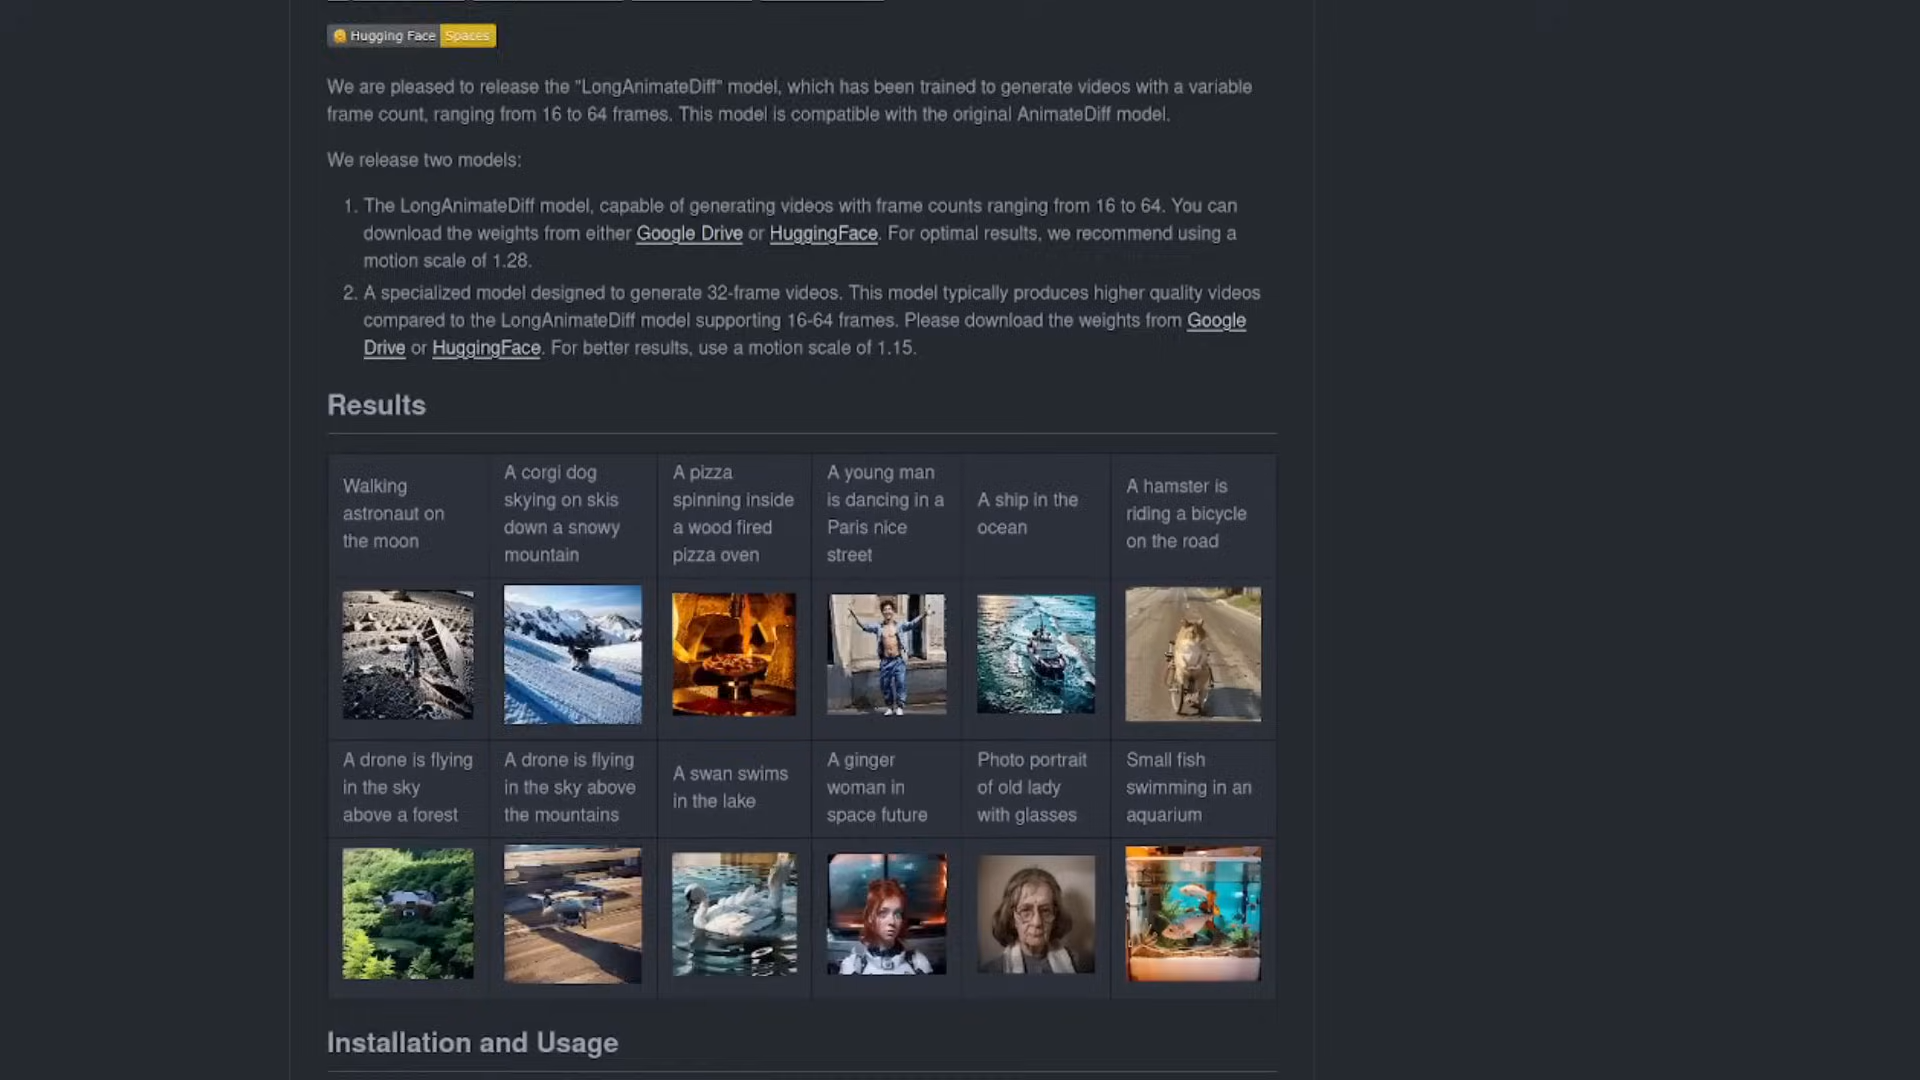 Hugging Face Spaces
We are pleased to release the "LongAnimateDiff" model, which has been trained to generate videos with a variable
frame count, ranging from 16 to 64 frames. This model is compatible with the original AnimateDiff model.
We release two models:
1. The LongAnimateDiff model, capable of generating videos with frame counts ranging from 16 to 64. You can
download the weights from either Google Drive or HuggingFace. For optimal results, we recommend using a
motion scale of 1.28.
2. A specialized model designed to generate 32-frame videos. This model typically produces higher quality videos
compared to the LongAnimateDiff model supporting 16-64 frames. Please download the weights from Google
Drive or HuggingFace. For better results, use a motion scale of 1.15.
Results
Walking
astronaut on
the moon
A corgi dog
skying on skis
down a snowy
mountain
A pizza
spinning inside
a wood fired
pizza oven
A young man
is dancing in a
Paris nice
street
A ship in the
ocean
A hamster is
riding a bicycle
on the road
A drone is flying
in the sky
above a forest
A drone is flying
in the sky above
the mountains
A swan swims
in the lake
A ginger
woman in
space future
Photo portrait
of old lady
with glasses
Small fish
swimming in an
aquarium
Installation and Usage